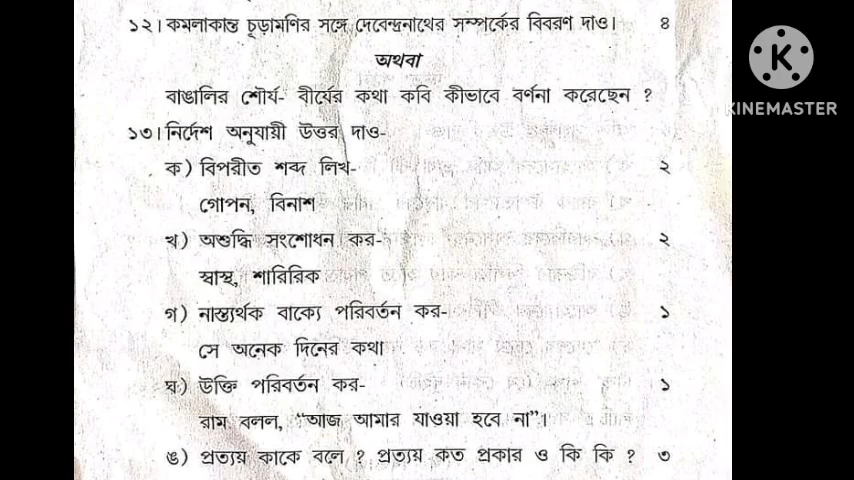 ১২। কমলাকান্ত চূড়ামণির সঙ্গে দেবেন্দ্রনাথের সম্পর্কের বিবরণ দাও। ৪
অথবা
বাঙালির শৌর্য- বীর্যের কথা কবি কীভাবে বর্ণনা করেছেন ?
১৩। নির্দেশ অনুযায়ী উত্তর দাও-
ক) বিপরীত শব্দ লিখ- ২
গোপন, বিনাশ
খ) অশুদ্ধি সংশোধন কর- ২
স্বাস্থ, শারিরিক
গ) নাস্ত্যর্থক বাক্যে পরিবর্তন কর- ১
সে অনেক দিনের কথা
ঘ) উক্তি পরিবর্তন কর- ১
রাম বলল, “আজ আমার যাওয়া হবে না”।
ঙ) প্রত্যয় কাকে বলে ? প্রত্যয় কত প্রকার ও কি কি ? ৩
K
KINEMASTER